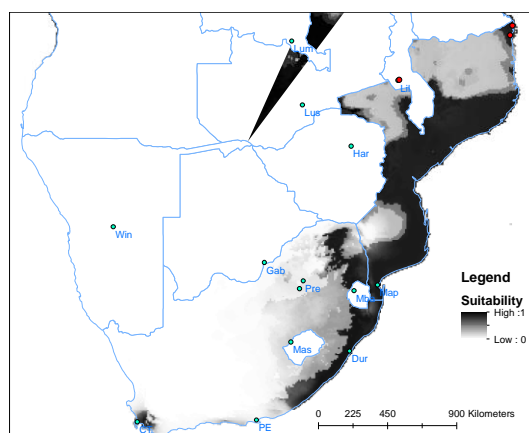 Lum
Lil
Lus
Har
Win
Gab
Pre
Mb
Map
Mas
Dur
CT
PE
Legend
Suitability
High :1
Low : 0
0 225 450 900 Kilometers